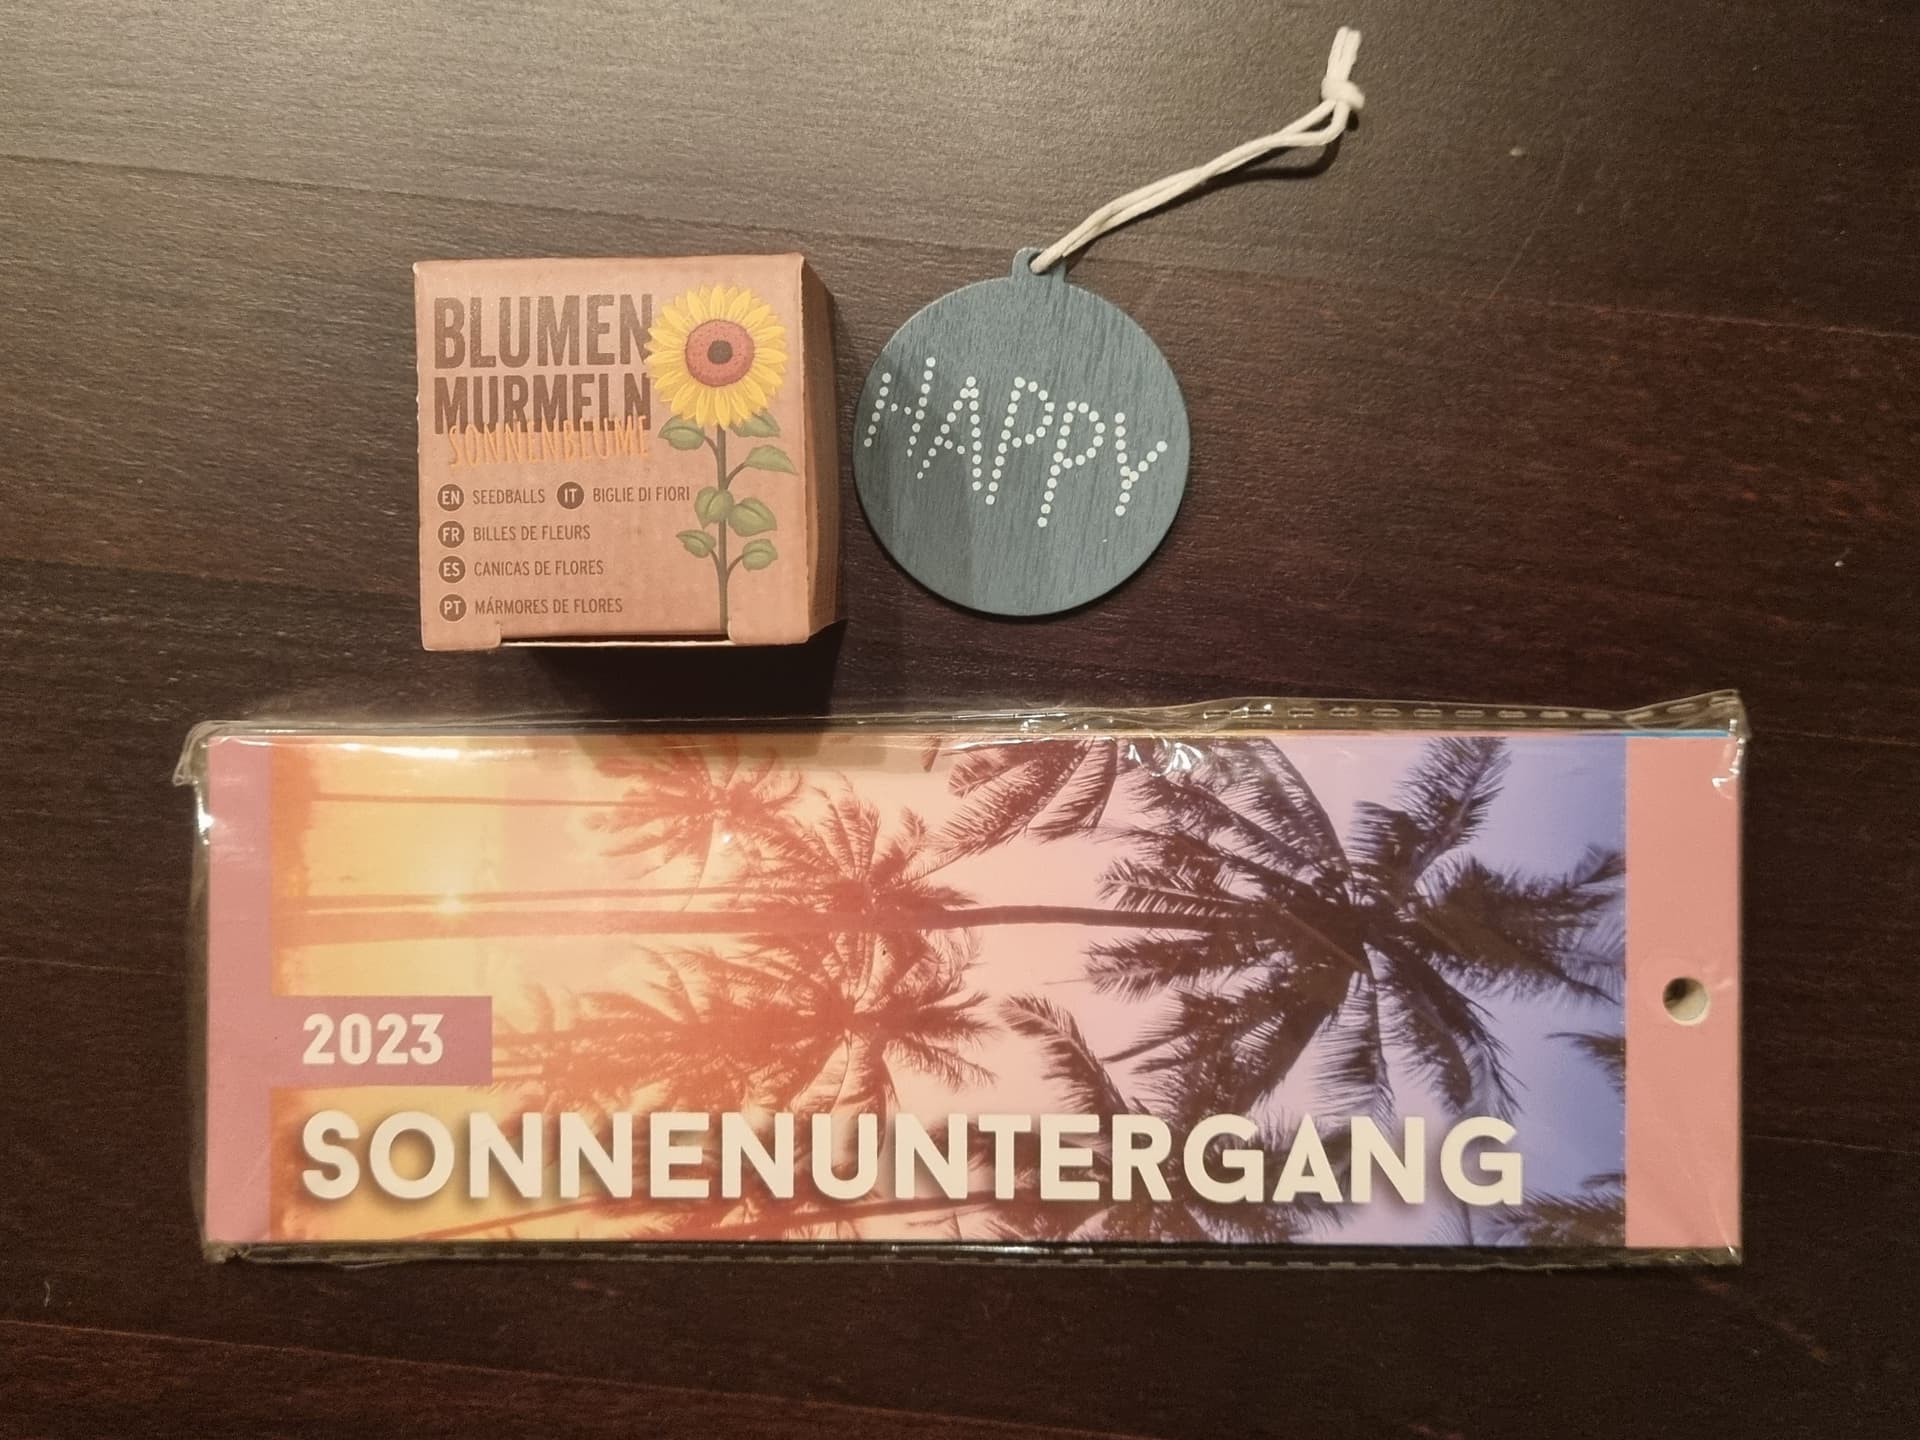 BLUMEN
MURMELN
SONNENBLUME
EN SEEDBALLS IT BIGLIE DI FIORI
FR BILLES DE FLEURS
ES CANICAS DE FLORES
PT MÁRMORES DE FLORES
HAPPY
2023
SONNENUNTERGANG